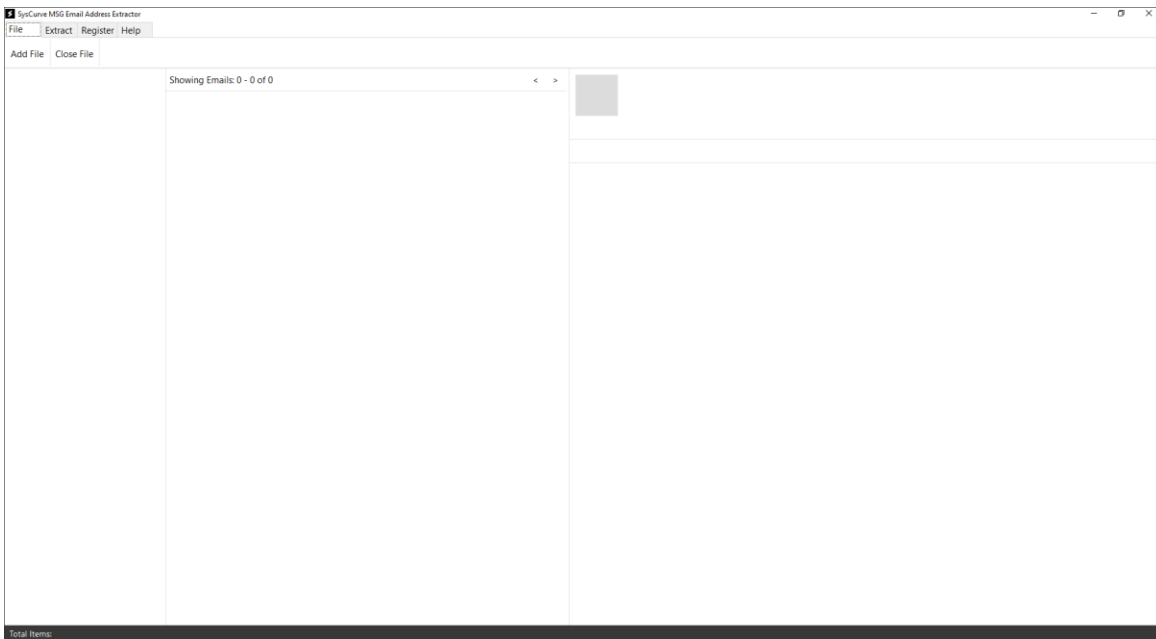 SysCurve MSG Email Address Extractor
File Extract Register Help
Add File Close File
Showing Emails: 0 - 0 of 0 < >
Total Items: